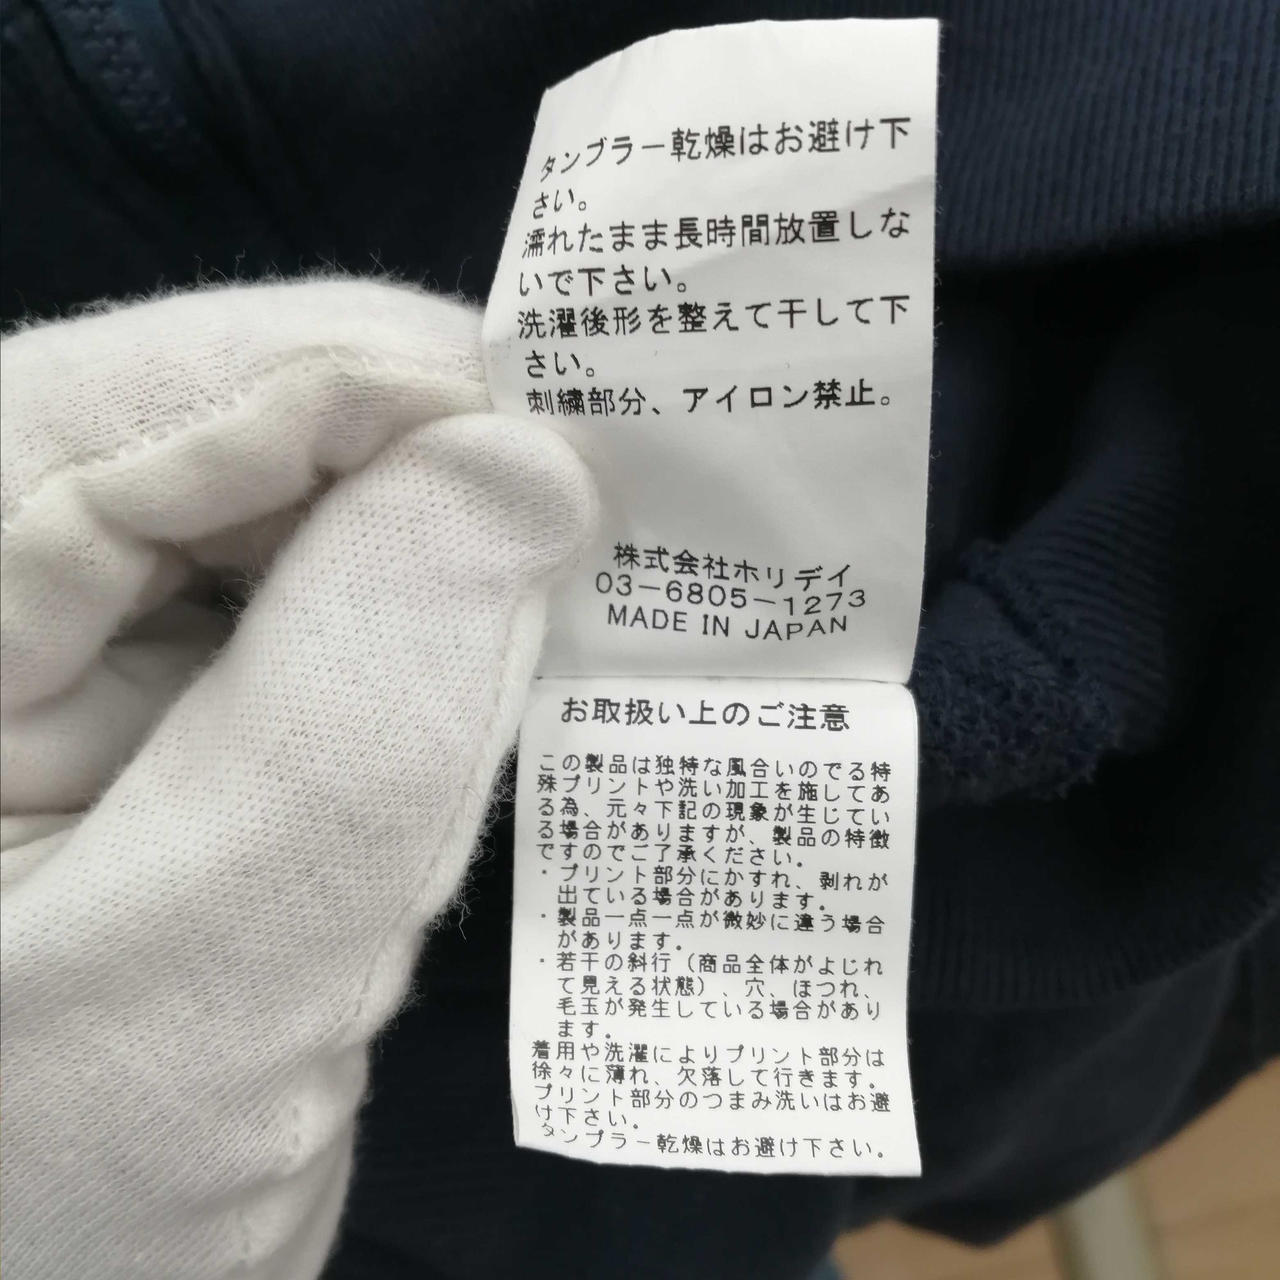 タンブラー乾燥はお避け下
さい。
濡れたまま長時間放置しな
いで下さい。
洗濯後形を整えて干して下
さい。
刺繍部分、アイロン禁止。
株式会社ホリデイ
03-6805-1273
MADE IN JAPAN
お取扱い上のご注意
この製品は独特な風合いのでる特
殊プリントや洗い加工を施してあ
る為、元々下記の現象が生じてい
る場合がありますが、製品の特徴
ですのでご了承ください。
・プリント部分にかすれ、剥れが
出ている場合があります。
・製品一点一点が微妙に違う場合
があります。
・若干の斜行（商品全体がよじれ
て見える状態）、穴、ほつれ、
毛玉が発生している場合があり
ます。
着用や洗濯によりプリント部分は
徐々に薄れ、欠落して行きます。
プリント部分のつまみ洗いはお避
け下さい。
タンブラー乾燥はお避け下さい。